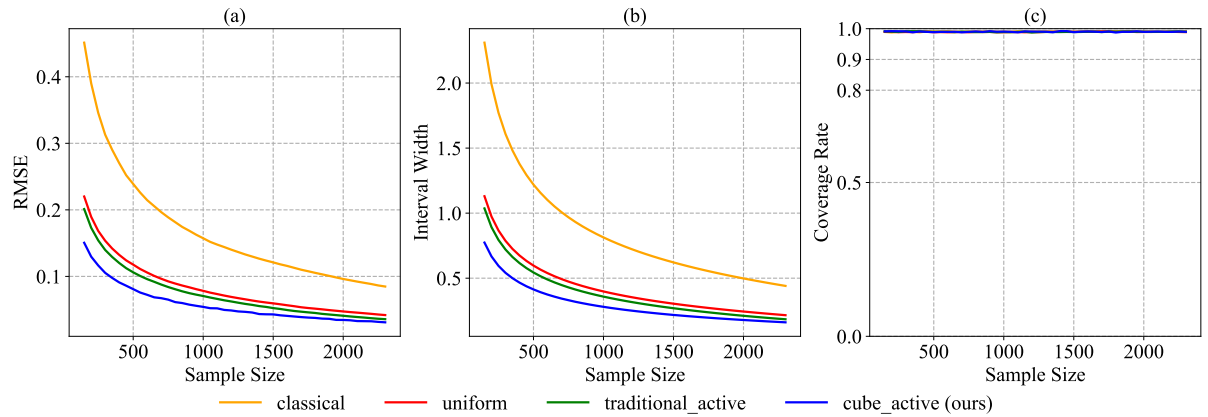 (a)
(b)
(c)
RMSE
0.4
0.3
0.2
0.1
500
1000
1500
2000
Sample Size
Interval Width
2.0
1.5
1.0
0.5
500
1000
1500
2000
Sample Size
Coverage Rate
1.0
0.9
0.8
0.5
0.0
500
1000
1500
2000
Sample Size
classical
uniform
traditional_active
cube_active (ours)